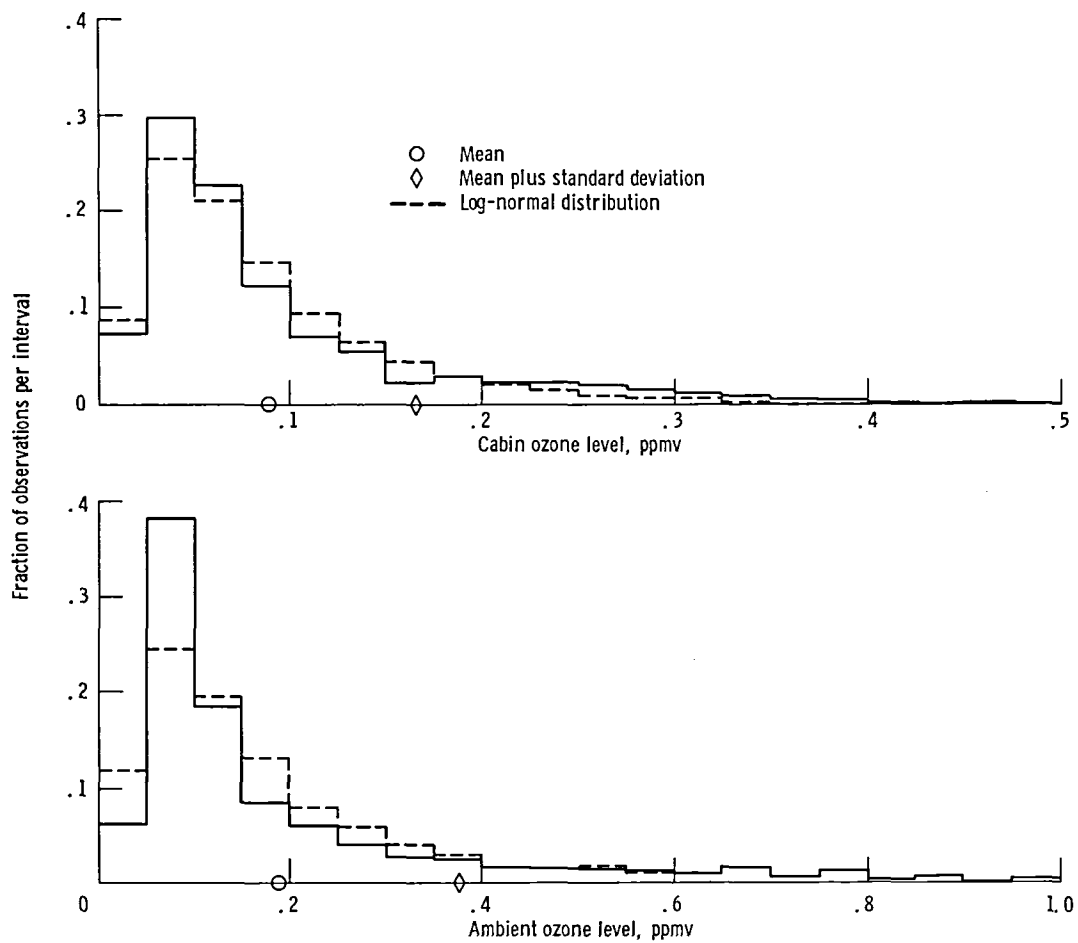 Fraction of observations per interval
.4
.3
.2
.1
0
Mean
Mean plus standard deviation
Log-normal distribution
.1 .2 .3 .4 .5
Cabin ozone level, ppmv
.4
.3
.2
.1
0 .2 .4 .6 .8 1.0
Ambient ozone level, ppmv